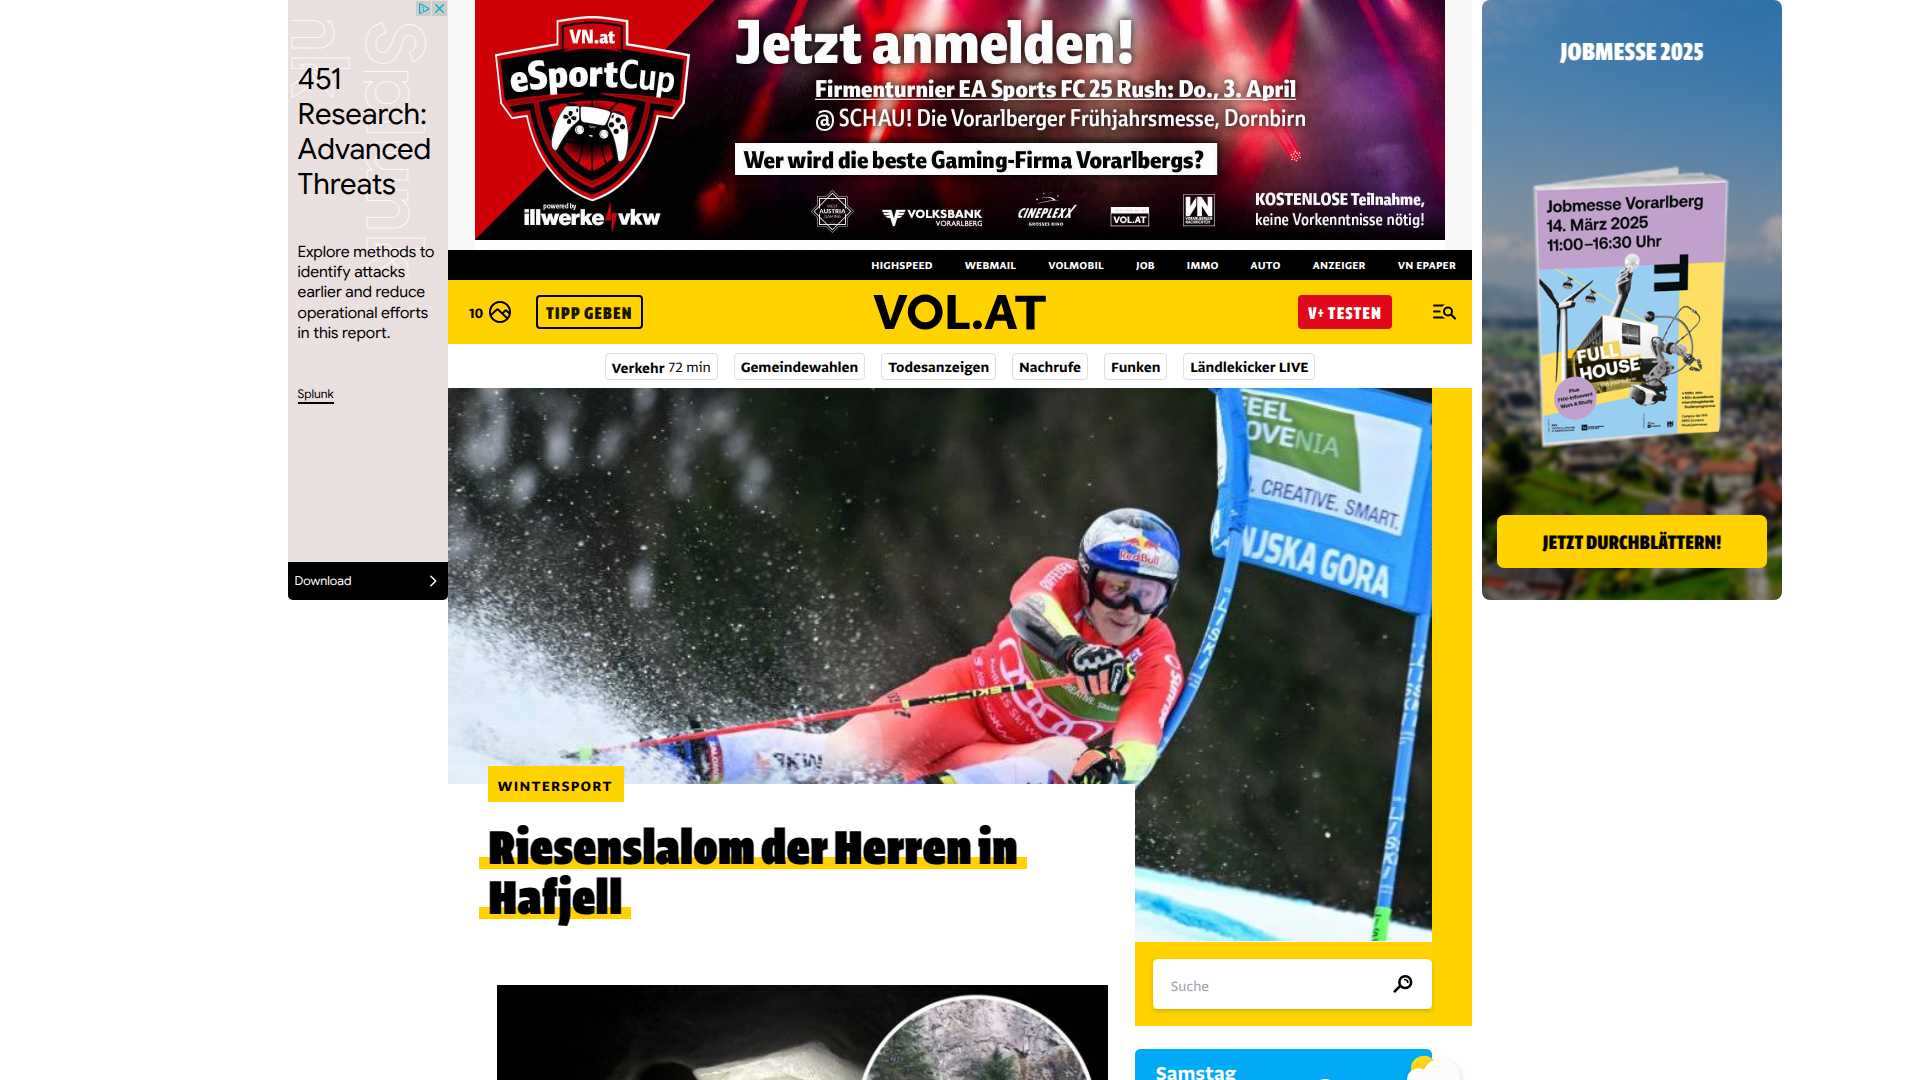 451
Research:
Advanced
Threats
Explore methods to
identify attacks
earlier and reduce
operational efforts
in this report.
Splunk
Download
VN.at
eSportCup
powered by
illwerke vkw
Jetzt anmelden!
Firmenturnier EA Sports FC 25 Rush: Do., 3. April
@ SCHAU! Die Vorarlberger Frühjahrsmesse, Dornbirn
Wer wird die beste Gaming-Firma Vorarlbergs?
AUSTRIA
VOLKSBANK
VORARLBERG
CINEPLEXX
VOL.AT
VN
KOSTENLOSE Teilnahme,
keine Vorkenntnisse nötig!
HIGHSPEED WEBMAIL VOLMOBIL JOB IMMO AUTO ANZEIGER VN EPAPER
10 TIPP GEBEN VOL.AT V+ TESTEN
Verkehr 72 min Gemeindewahlen Todesanzeigen Nachrufe Funken Ländlekicker LIVE
FEEL
SLOVENIA
CREATIVE. SMART.
NJSKA GORA
Red Bull
WINTERSPORT
Riesenslalom der Herren in
Hafjell
Suche
Samstag
JOBMESSE 2025
Jobmesse Vorarlberg
14. März 2025
11:00–16:30 Uhr
FULL
HOUSE
JETZT DURCHBLÄTTERN!